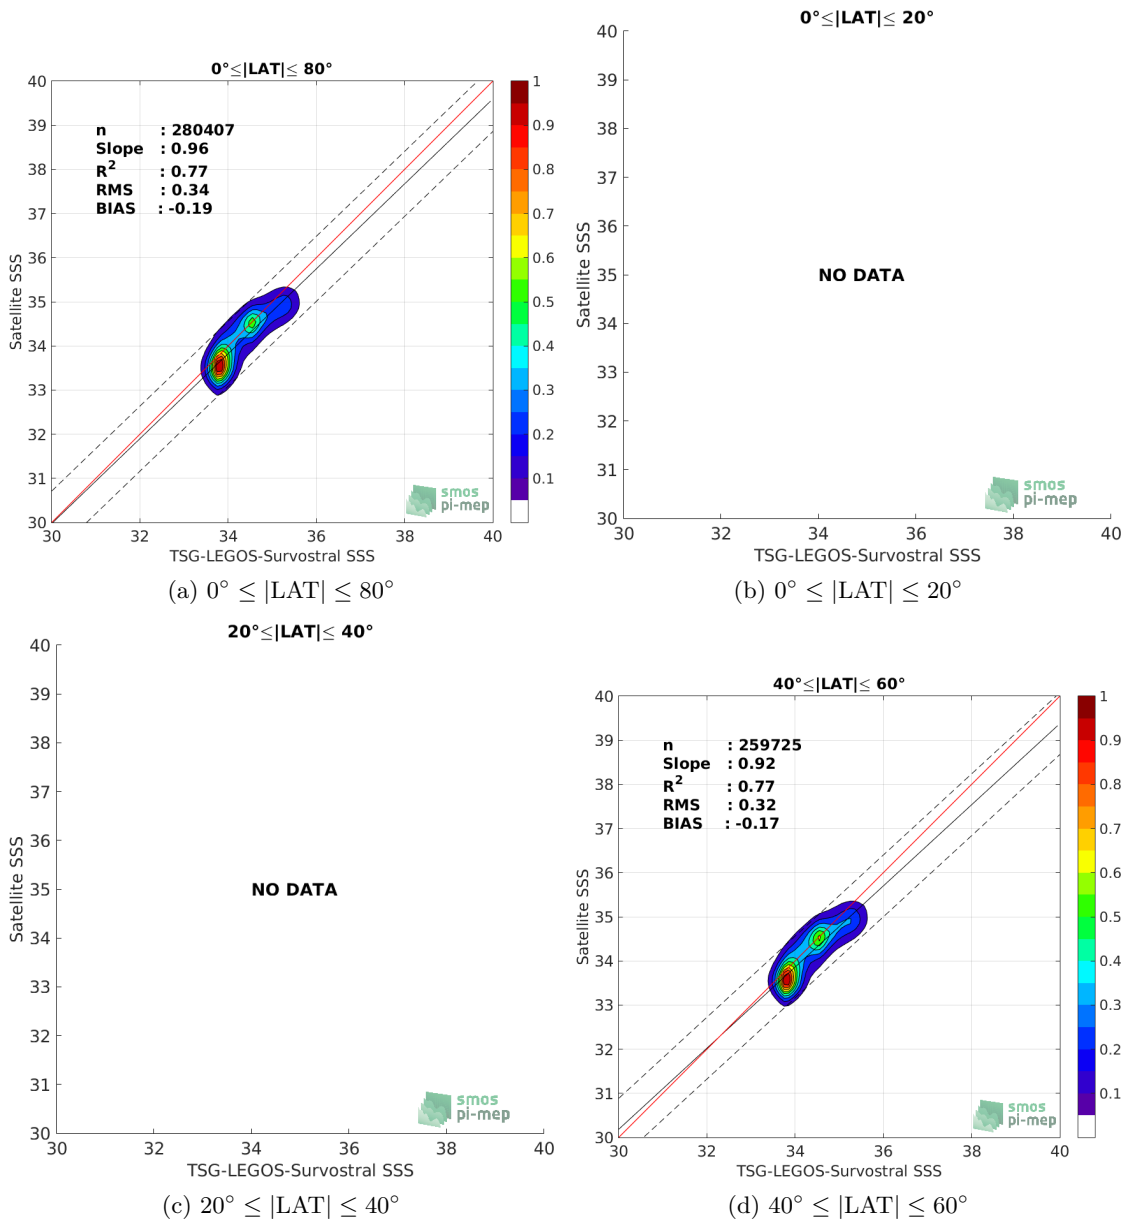 0°≤|LAT|≤ 80°
40
39
38
37
36
35
34
33
32
31
30
Satellite SSS
n : 280407
Slope : 0.96
R² : 0.77
RMS : 0.34
BIAS : -0.19
smos
pi-mep
30 32 34 36 38 40
TSG-LEGOS-Survostral SSS
1
0.9
0.8
0.7
0.6
0.5
0.4
0.3
0.2
0.1
(a) 0° ≤ |LAT| ≤ 80°
0°≤|LAT|≤ 20°
40
39
38
37
36
35
34
33
32
31
30
Satellite SSS
NO DATA
smos
pi-mep
30 32 34 36 38 40
TSG-LEGOS-Survostral SSS
(b) 0° ≤ |LAT| ≤ 20°
20°≤|LAT|≤ 40°
40
39
38
37
36
35
34
33
32
31
30
Satellite SSS
NO DATA
smos
pi-mep
30 32 34 36 38 40
TSG-LEGOS-Survostral SSS
(c) 20° ≤ |LAT| ≤ 40°
40°≤|LAT|≤ 60°
40
39
38
37
36
35
34
33
32
31
30
Satellite SSS
n : 259725
Slope : 0.92
R² : 0.77
RMS : 0.32
BIAS : -0.17
smos
pi-mep
30 32 34 36 38 40
TSG-LEGOS-Survostral SSS
1
0.9
0.8
0.7
0.6
0.5
0.4
0.3
0.2
0.1
(d) 40° ≤ |LAT| ≤ 60°